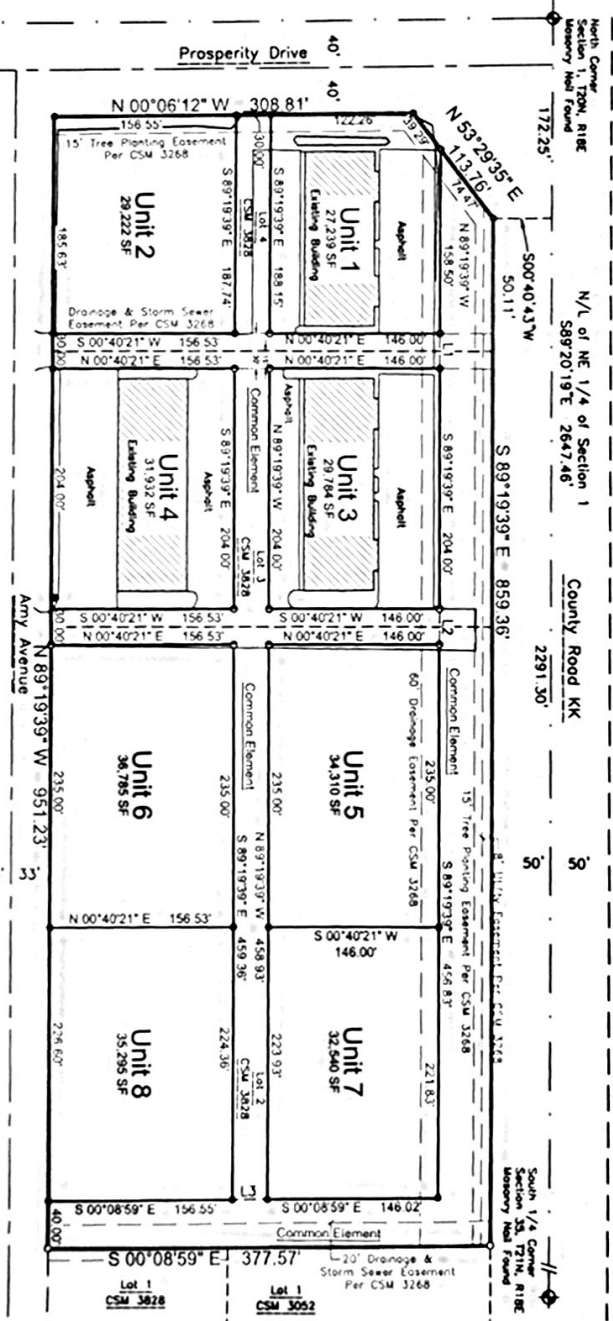 North Corner
Section 1, T20N, R18E
Masonry Nail Found
172.25'
N/L of NE 1/4 of Section 1
S89°20'19"E 2647.46'
County Road KK
2291.30'
50'
50'
South 1/4 Corner
Section 35, T21N, R18E
Masonry Nail Found
Prosperity Drive
40'
40'
N 00°06'12" W 308.81'
156.55'
30.00'
122.26
39.29'
N 53°29'35" E
113.76'
74.47'
S00°40'43"W
50.11'
S 89°19'39" E 859.36'
15' Tree Planting Easement
Per CSM 3268
N 89°19'39" W
158.50'
Asphalt
Unit 1
27,239 SF
Existing Building
S 89°19'39" E 188.15'
Lot 4
CSM 3828
S 89°19'39" E 187.74'
Unit 2
29,222 SF
185.63'
Drainage & Storm Sewer
Easement Per CSM 3268
S 00°40'21" W 156.53'
N 00°40'21" E 146.00'
L1
30.00'
N 00°40'21" E 156.53'
N 00°40'21" E 146.00'
S 89°19'39" E 204.00'
Asphalt
Unit 3
29,784 SF
Existing Building
Asphalt
N 89°19'39" W 204.00'
Common Element
Lot 3
CSM 3828
S 89°19'39" E 204.00'
Asphalt
Unit 4
31,932 SF
Existing Building
Asphalt
204.00'
S 00°40'21" W 156.53'
S 00°40'21" W 146.00'
L2
30.00'
N 00°40'21" E 156.53'
N 00°40'21" E 146.00'
Army Avenue
N 89°19'39" W 951.23'
33'
Common Element
15' Tree Planting Easement Per CSM 3268
8' Utility Easement Per CSM 3268
60' Drainage Easement Per CSM 3268
235.00'
S 89°19'39" E 456.83'
Unit 5
34,310 SF
235.00'
N 89°19'39" W 458.93'
Common Element
S 89°19'39" E 459.36'
235.00'
Unit 6
36,785 SF
235.00'
N 00°40'21" E 156.53'
S 00°40'21" W
146.00'
221.83'
Unit 7
32,540 SF
223.93'
Lot 2
CSM 3828
224.36'
Unit 8
35,295 SF
226.60'
S 00°08'59" E 156.55'
L3
S 00°08'59" E 146.02'
40.00'
Common Element
S 00°08'59" E 377.57'
20' Drainage &
Storm Sewer Easement
Per CSM 3268
Lot 1
CSM 3828
Lot 1
CSM 3052